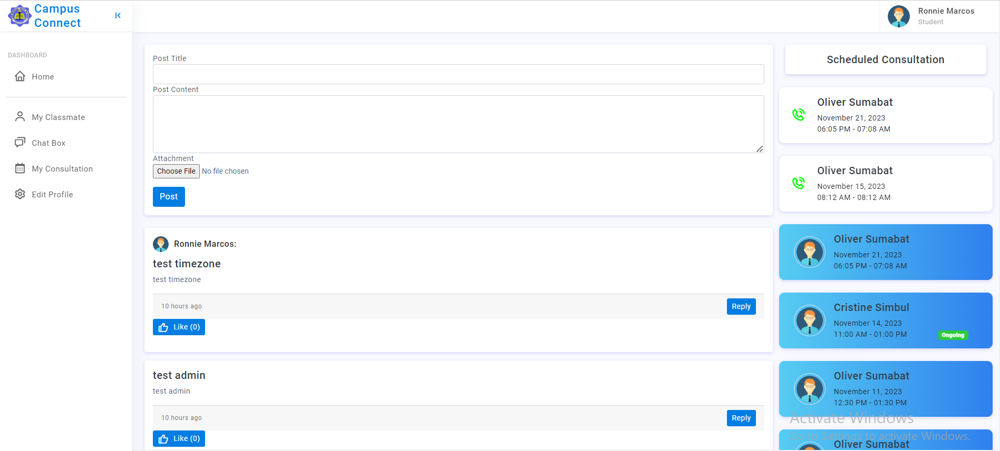 Campus
Connect
Ronnie Marcos
Student
DASHBOARD
Home
My Classmate
Chat Box
My Consultation
Edit Profile
Post Title
Post Content
Attachment
Choose File No file chosen
Post
Ronnie Marcos:
test timezone
test timezone
10 hours ago
Reply
Like (0)
test admin
test admin
10 hours ago
Reply
Like (0)
Scheduled Consultation
Oliver Sumabat
November 21, 2023
06:05 PM - 07:08 AM
Oliver Sumabat
November 15, 2023
08:12 AM - 08:12 AM
Oliver Sumabat
November 21, 2023
06:05 PM - 07:08 AM
Cristine Simbul
November 14, 2023
11:00 AM - 01:00 PM
Ongoing
Oliver Sumabat
November 11, 2023
12:30 PM - 01:30 PM
Activate Windows
Go to Settings to activate Windows.
Oliver Sumabat